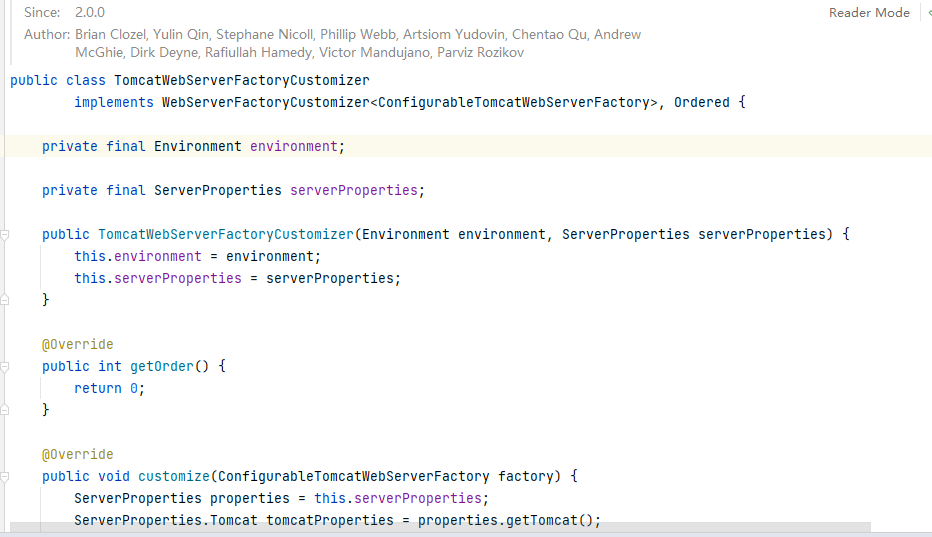 Since: 2.0.0
Reader Mode
Author: Brian Clozel, Yulin Qin, Stephane Nicoll, Phillip Webb, Artsiom Yudovin, Chentao Qu, Andrew
McGhie, Dirk Deyne, Rafiullah Hamedy, Victor Mandujano, Parviz Rozikov
public class TomcatWebServerFactoryCustomizer
implements WebServerFactoryCustomizer<ConfigurableTomcatWebServerFactory>, Ordered {
private final Environment environment;
private final ServerProperties serverProperties;
public TomcatWebServerFactoryCustomizer(Environment environment, ServerProperties serverProperties) {
this.environment = environment;
this.serverProperties = serverProperties;
}
@Override
public int getOrder() {
return 0;
}
@Override
public void customize(ConfigurableTomcatWebServerFactory factory) {
ServerProperties properties = this.serverProperties;
ServerProperties.Tomcat tomcatProperties = properties.getTomcat();